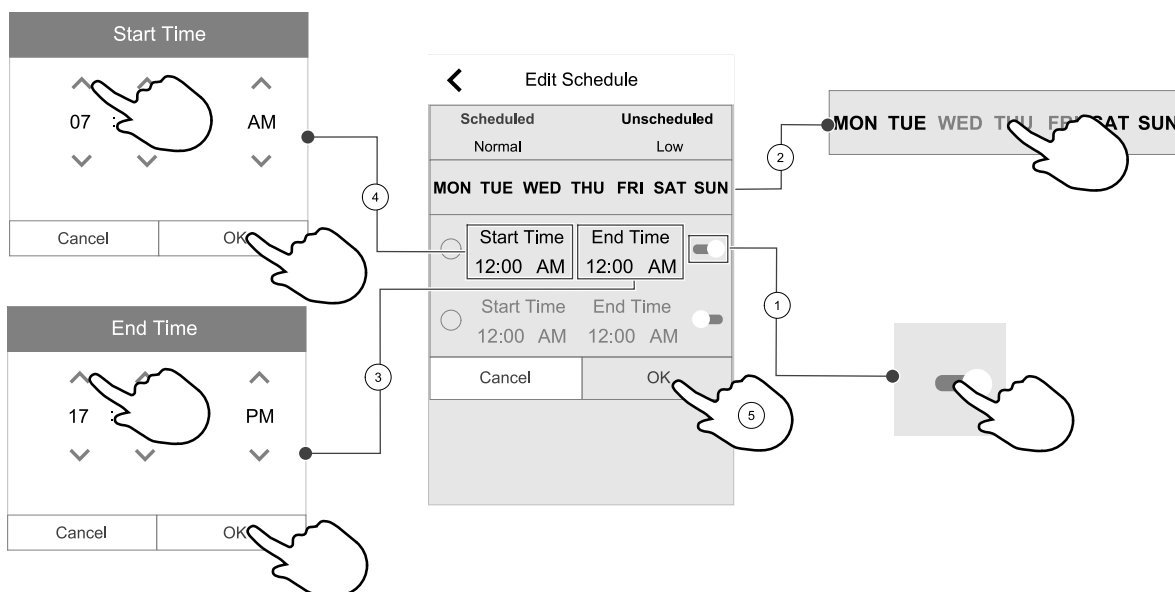 Start Time
07 : AM
Cancel OK
4
End Time
17 : PM
Cancel OK
3
Edit Schedule
Scheduled Unscheduled
Normal Low
MON TUE WED THU FRI SAT SUN
Start Time End Time
12:00 AM 12:00 AM
Start Time End Time
12:00 AM 12:00 AM
Cancel OK
5
2
MON TUE WED THU FRI SAT SUN
1